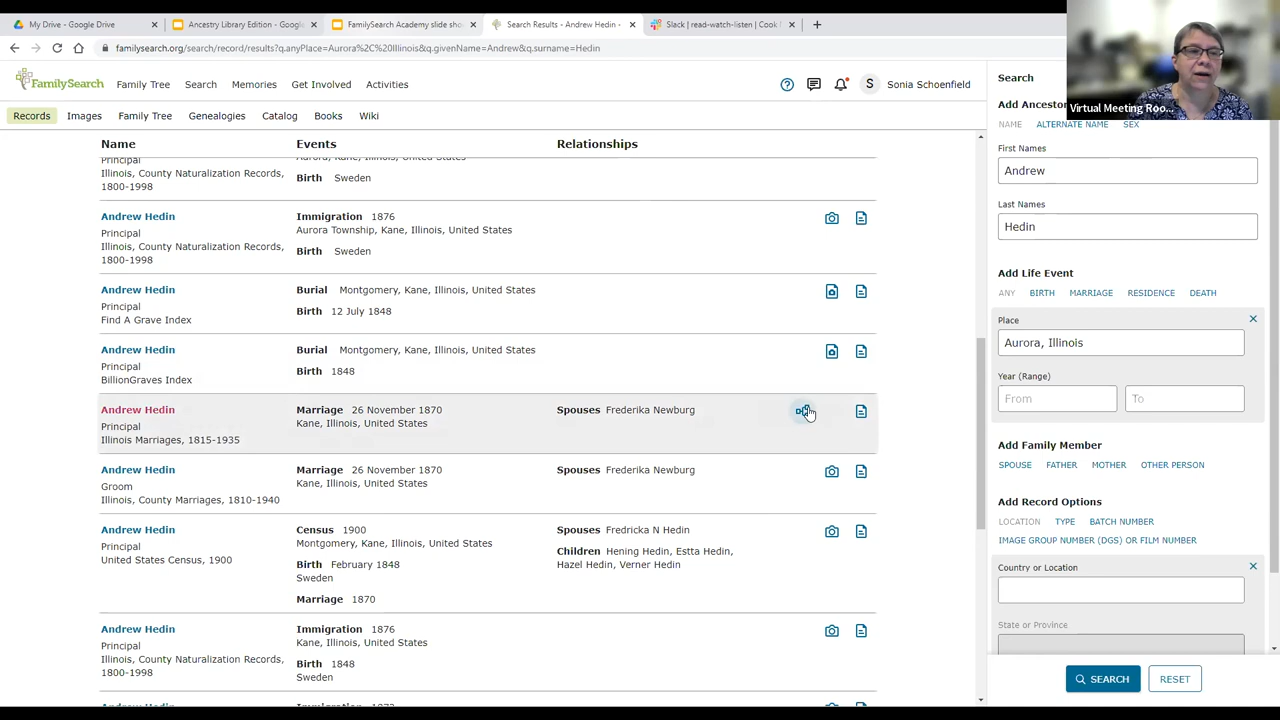 My Drive - Google Drive
Ancestry Library Edition - Google
FamilySearch Academy slide sho
Search Results - Andrew Hedin -
Slack | read-watch-listen | Cook
familysearch.org/search/record/results?q.anyPlace=Aurora%2C%20Illinois&q.givenName=Andrew&q.surname=Hedin
FamilySearch
Family Tree
Search
Memories
Get Involved
Activities
S
Sonia Schoenfield
Virtual Meeting Roo...
Records
Images
Family Tree
Genealogies
Catalog
Books
Wiki
Name
Events
Relationships
Principal
Illinois, County Naturalization Records,
1800-1998
Aurora, Kane, Illinois, United States
Birth Sweden
Andrew Hedin
Principal
Illinois, County Naturalization Records,
1800-1998
Immigration 1876
Aurora Township, Kane, Illinois, United States
Birth Sweden
Andrew Hedin
Principal
Find A Grave Index
Burial Montgomery, Kane, Illinois, United States
Birth 12 July 1848
Andrew Hedin
Principal
BillionGraves Index
Burial Montgomery, Kane, Illinois, United States
Birth 1848
Andrew Hedin
Principal
Illinois Marriages, 1815-1935
Marriage 26 November 1870
Kane, Illinois, United States
Spouses Frederika Newburg
Andrew Hedin
Groom
Illinois, County Marriages, 1810-1940
Marriage 26 November 1870
Kane, Illinois, United States
Spouses Frederika Newburg
Andrew Hedin
Principal
United States Census, 1900
Census 1900
Montgomery, Kane, Illinois, United States
Birth February 1848
Sweden
Marriage 1870
Spouses Fredricka N Hedin
Children Hening Hedin, Estta Hedin,
Hazel Hedin, Verner Hedin
Andrew Hedin
Principal
Illinois, County Naturalization Records,
1800-1998
Immigration 1876
Kane, Illinois, United States
Birth 1848
Sweden
Search
Add Ancestor
NAME ALTERNATE NAME SEX
First Names
Andrew
Last Names
Hedin
Add Life Event
ANY BIRTH MARRIAGE RESIDENCE DEATH
Place
Aurora, Illinois
Year (Range)
From To
Add Family Member
SPOUSE FATHER MOTHER OTHER PERSON
Add Record Options
LOCATION TYPE BATCH NUMBER
IMAGE GROUP NUMBER (DGS) OR FILM NUMBER
Country or Location
State or Province
SEARCH
RESET